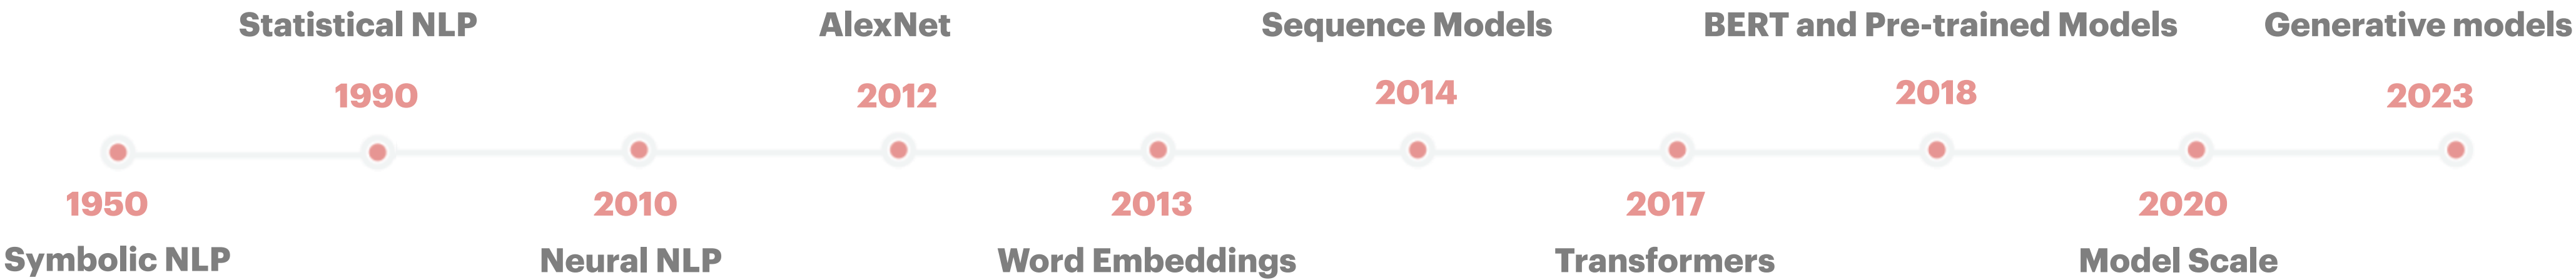 Statistical NLP
AlexNet
Sequence Models
BERT and Pre-trained Models
Generative models
1990
2012
2014
2018
2023
1950
2010
2013
2017
2020
Symbolic NLP
Neural NLP
Word Embeddings
Transformers
Model Scale